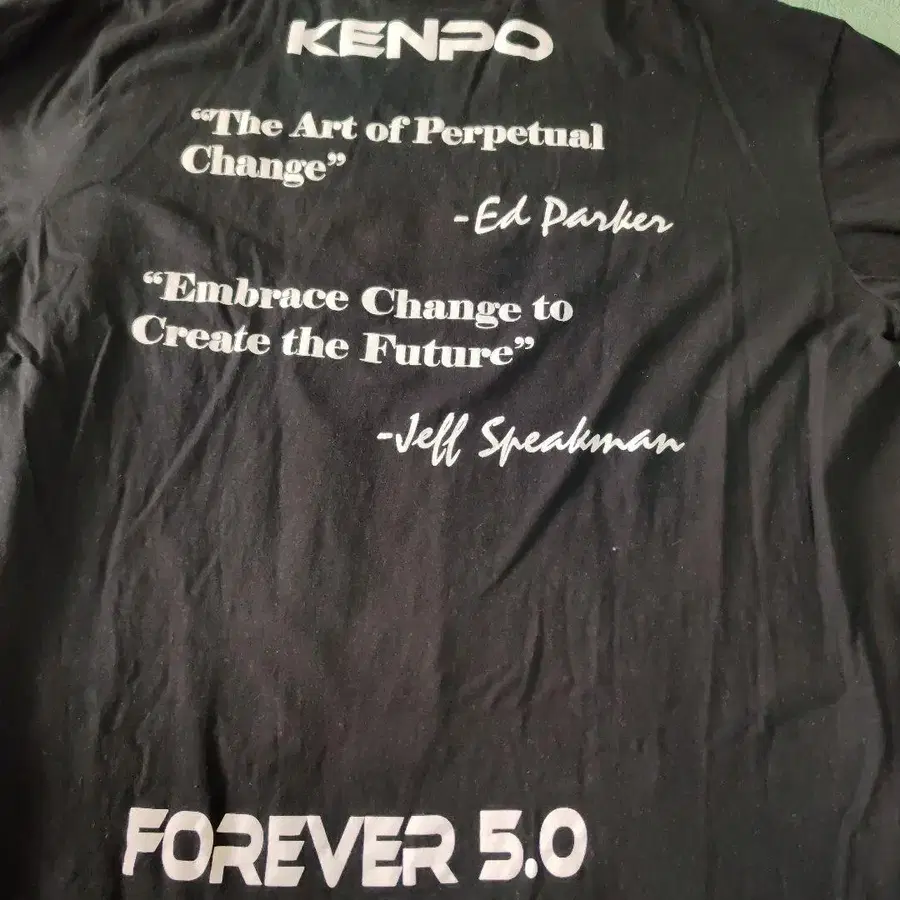 KENPO
“The Art of Perpetual
Change”
-Ed Parker
“Embrace Change to
Create the Future”
-Jeff Speakman
FOREVER 5.0